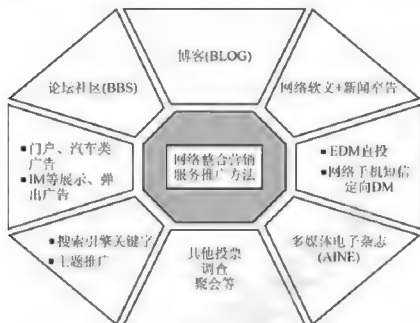 博客(BLOG)
论坛社区(BBS)
网络软文+新闻本告
■门户、汽车类
广告
■IM等展示、弹
出广告
网络整合营销
服务推广方法
■EDM直投
■网络手机短信
定向DM
■搜索引擎关键字
■主题推广
其他投票
调查
聚会等
多媒体电子杂志
(AINE)